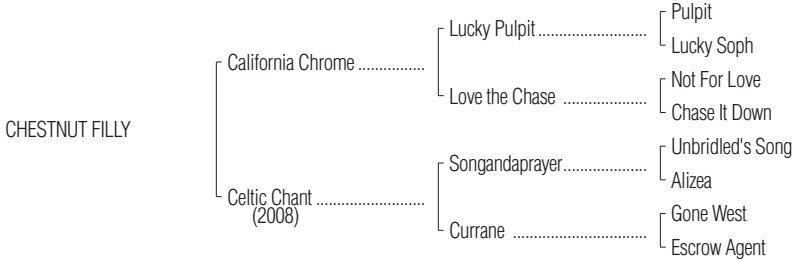 Pulpit
Lucky Pulpit ..........................
Lucky Soph
California Chrome ................
Not For Love
Love the Chase ....................
Chase It Down
CHESTNUT FILLY
Unbridled's Song
Songandaprayer....................
Alizea
Celtic Chant ..........................
(2008)
Gone West
Currane ................................
Escrow Agent